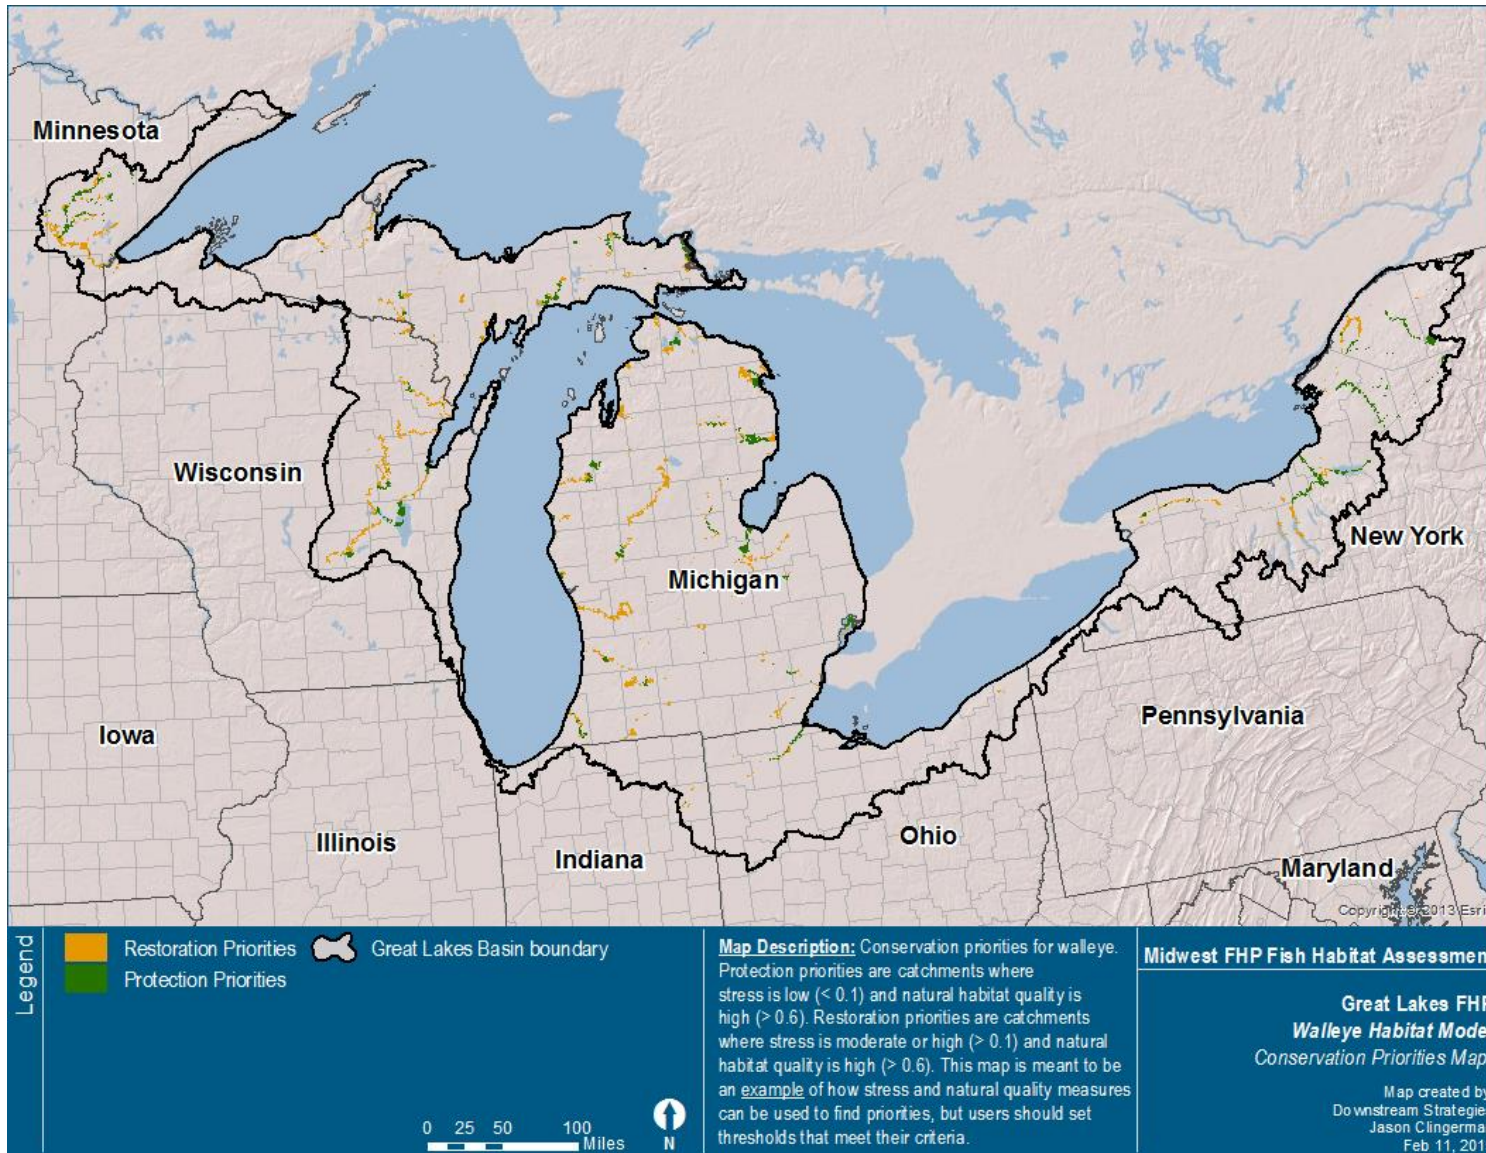 Minnesota
Wisconsin
Michigan
New York
Iowa
Illinois
Indiana
Ohio
Pennsylvania
Maryland
Copyright:© 2013 Esri
Legend
Restoration Priorities
Great Lakes Basin boundary
Protection Priorities
0 25 50 100
Miles
N
Map Description: Conservation priorities for walleye.
Protection priorities are catchments where
stress is low (< 0.1) and natural habitat quality is
high (> 0.6). Restoration priorities are catchments
where stress is moderate or high (> 0.1) and natural
habitat quality is high (> 0.6). This map is meant to be
an example of how stress and natural quality measures
can be used to find priorities, but users should set
thresholds that meet their criteria.
Midwest FHP Fish Habitat Assessmen
Great Lakes FHP
Walleye Habitat Mode
Conservation Priorities Map
Map created by
Downstream Strategie
Jason Clingerma
Feb 11, 201